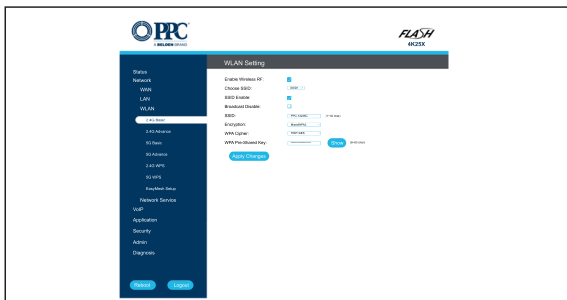 PPC
A BELDEN BRAND
FLASH
4K25X
WLAN Setting
Status
Network
WAN
LAN
WLAN
2.4G Basic
2.4G Advance
5G Basic
5G Advance
2.4G WPS
5G WPS
EasyMesh Setup
Network Service
VoIP
Application
Security
Admin
Diagnosis
Reboot
Logout
Enable Wireless RF:
Choose SSID:
SSID Enable:
Broadcast Disable:
SSID:
Encryption:
WPA Cipher:
WPA Pre-Shared Key:
Show
Apply Changes